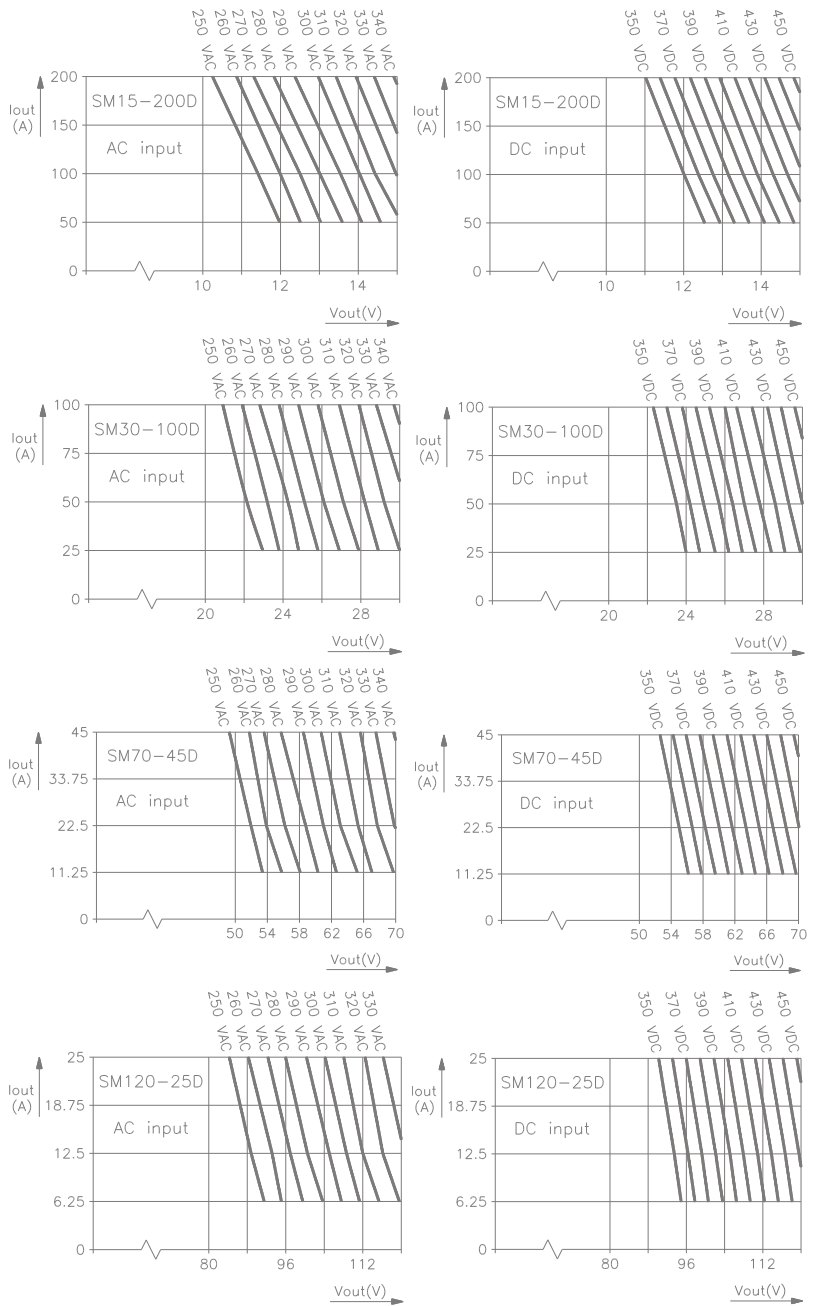 250 VAC 260 VAC 270 VAC 280 VAC 290 VAC 300 VAC 310 VAC 320 VAC 330 VAC 340 VAC
Iout
(A)
200
150
100
50
0
SM15-200D
AC input
10 12 14
Vout(V)
350 VDC 370 VDC 390 VDC 410 VDC 430 VDC 450 VDC
Iout
(A)
200
150
100
50
0
SM15-200D
DC input
10 12 14
Vout(V)
250 VAC 260 VAC 270 VAC 280 VAC 290 VAC 300 VAC 310 VAC 320 VAC 330 VAC 340 VAC
Iout
(A)
100
75
50
25
0
SM30-100D
AC input
20 24 28
Vout(V)
350 VDC 370 VDC 390 VDC 410 VDC 430 VDC 450 VDC
Iout
(A)
100
75
50
25
0
SM30-100D
DC input
20 24 28
Vout(V)
250 VAC 260 VAC 270 VAC 280 VAC 290 VAC 300 VAC 310 VAC 320 VAC 330 VAC 340 VAC
Iout
(A)
45
33.75
22.5
11.25
0
SM70-45D
AC input
50 54 58 62 66 70
Vout(V)
350 VDC 370 VDC 390 VDC 410 VDC 430 VDC 450 VDC
Iout
(A)
45
33.75
22.5
11.25
0
SM70-45D
DC input
50 54 58 62 66 70
Vout(V)
250 VAC 260 VAC 270 VAC 280 VAC 290 VAC 300 VAC 310 VAC 320 VAC 330 VAC
Iout
(A)
25
18.75
12.5
6.25
0
SM120-25D
AC input
80 96 112
Vout(V)
350 VDC 370 VDC 390 VDC 410 VDC 430 VDC 450 VDC
Iout
(A)
25
18.75
12.5
6.25
0
SM120-25D
DC input
80 96 112
Vout(V)